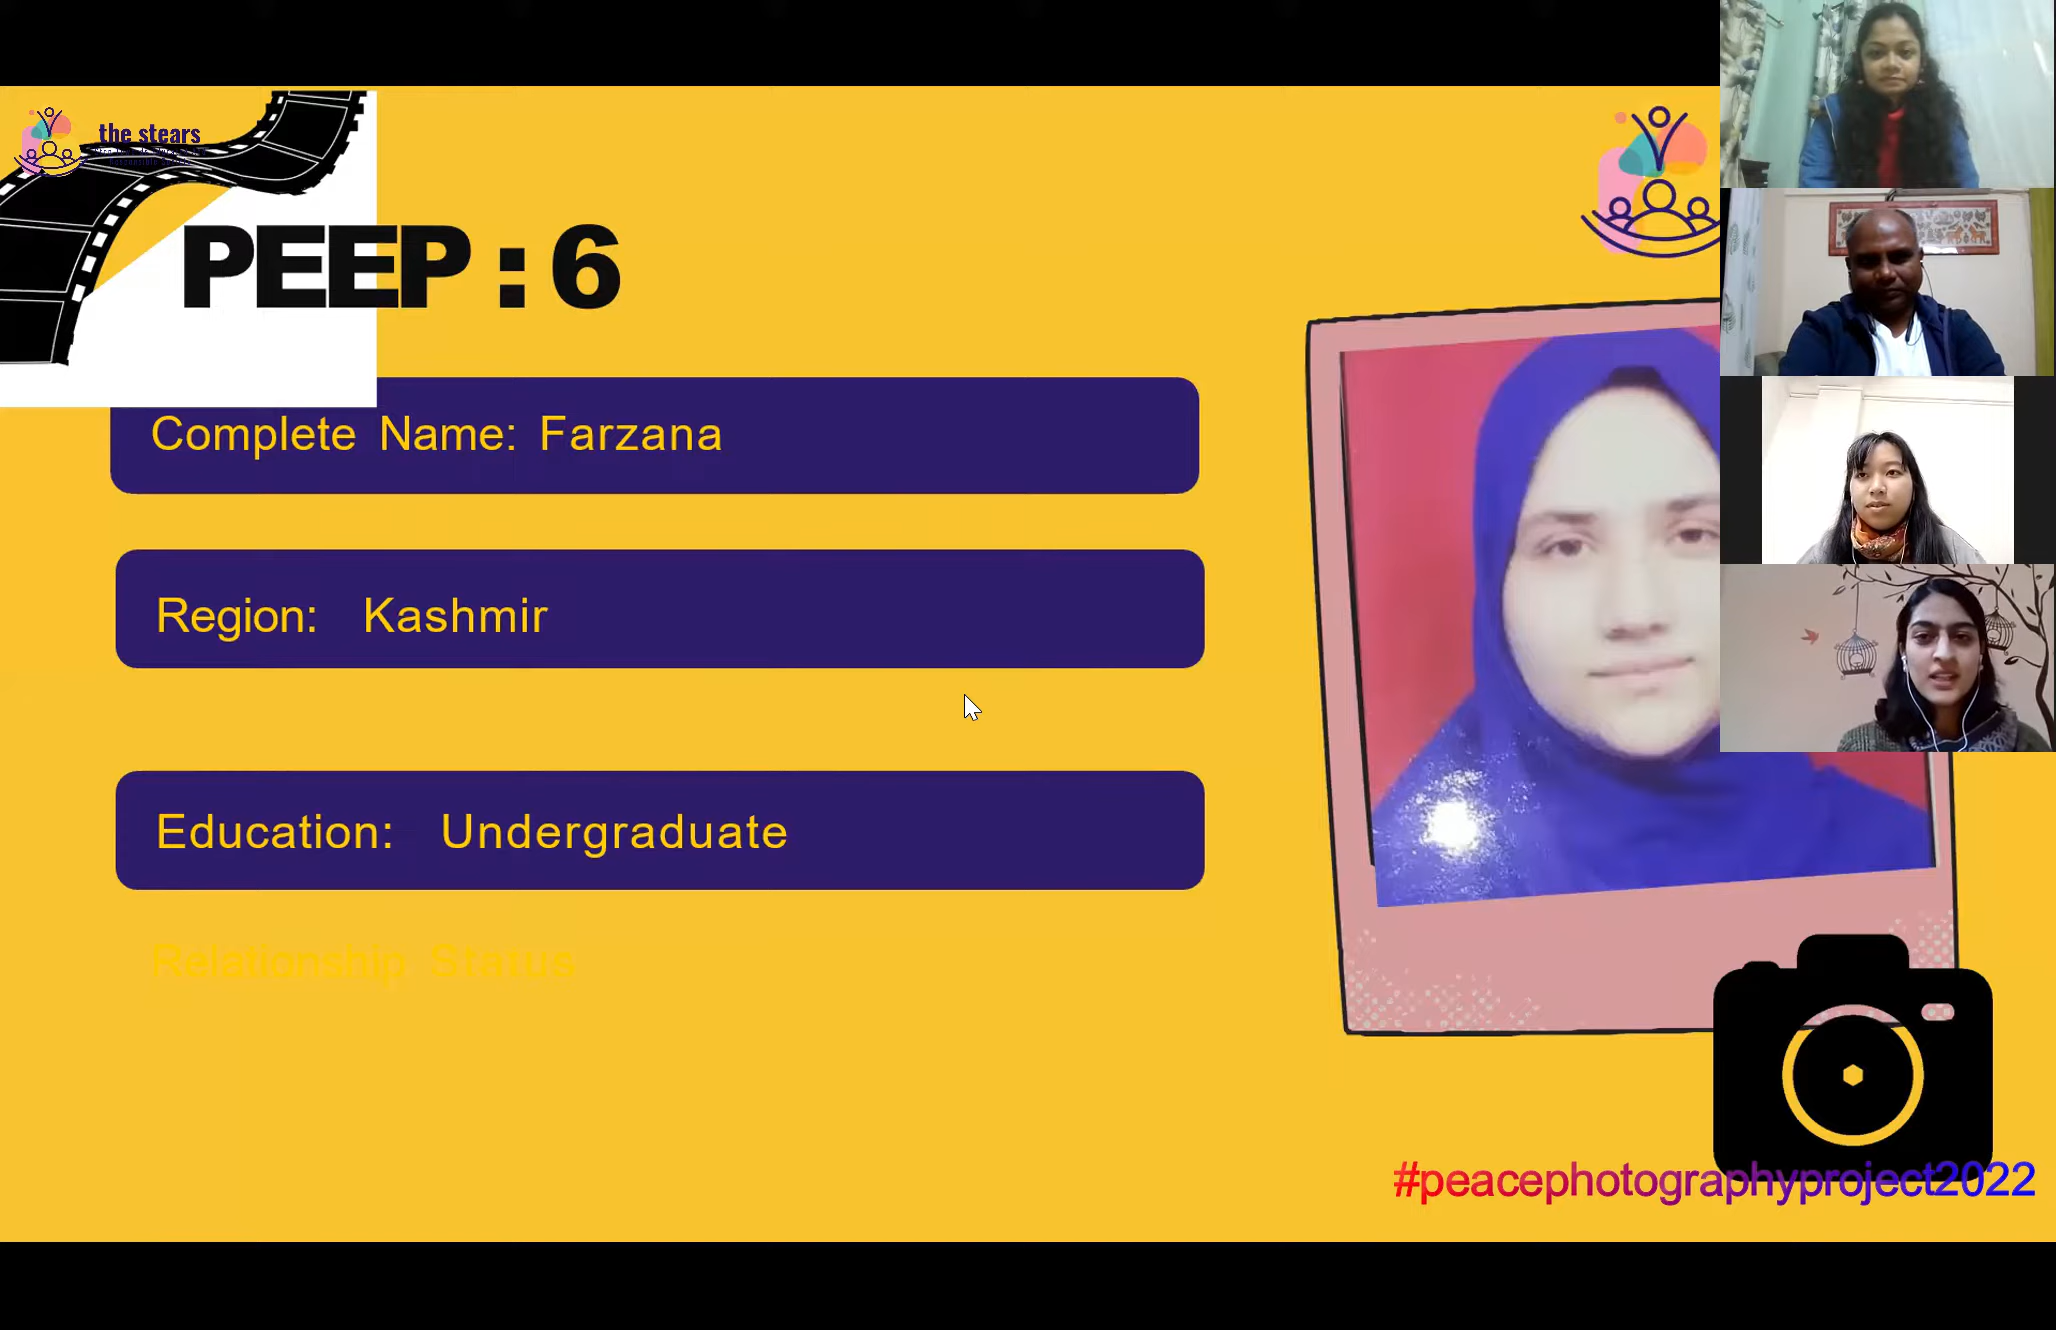 the stears
PEEP : 6
Complete Name: Farzana
Region: Kashmir
Education: Undergraduate
Relationship Status
#peacephotographyproject2022